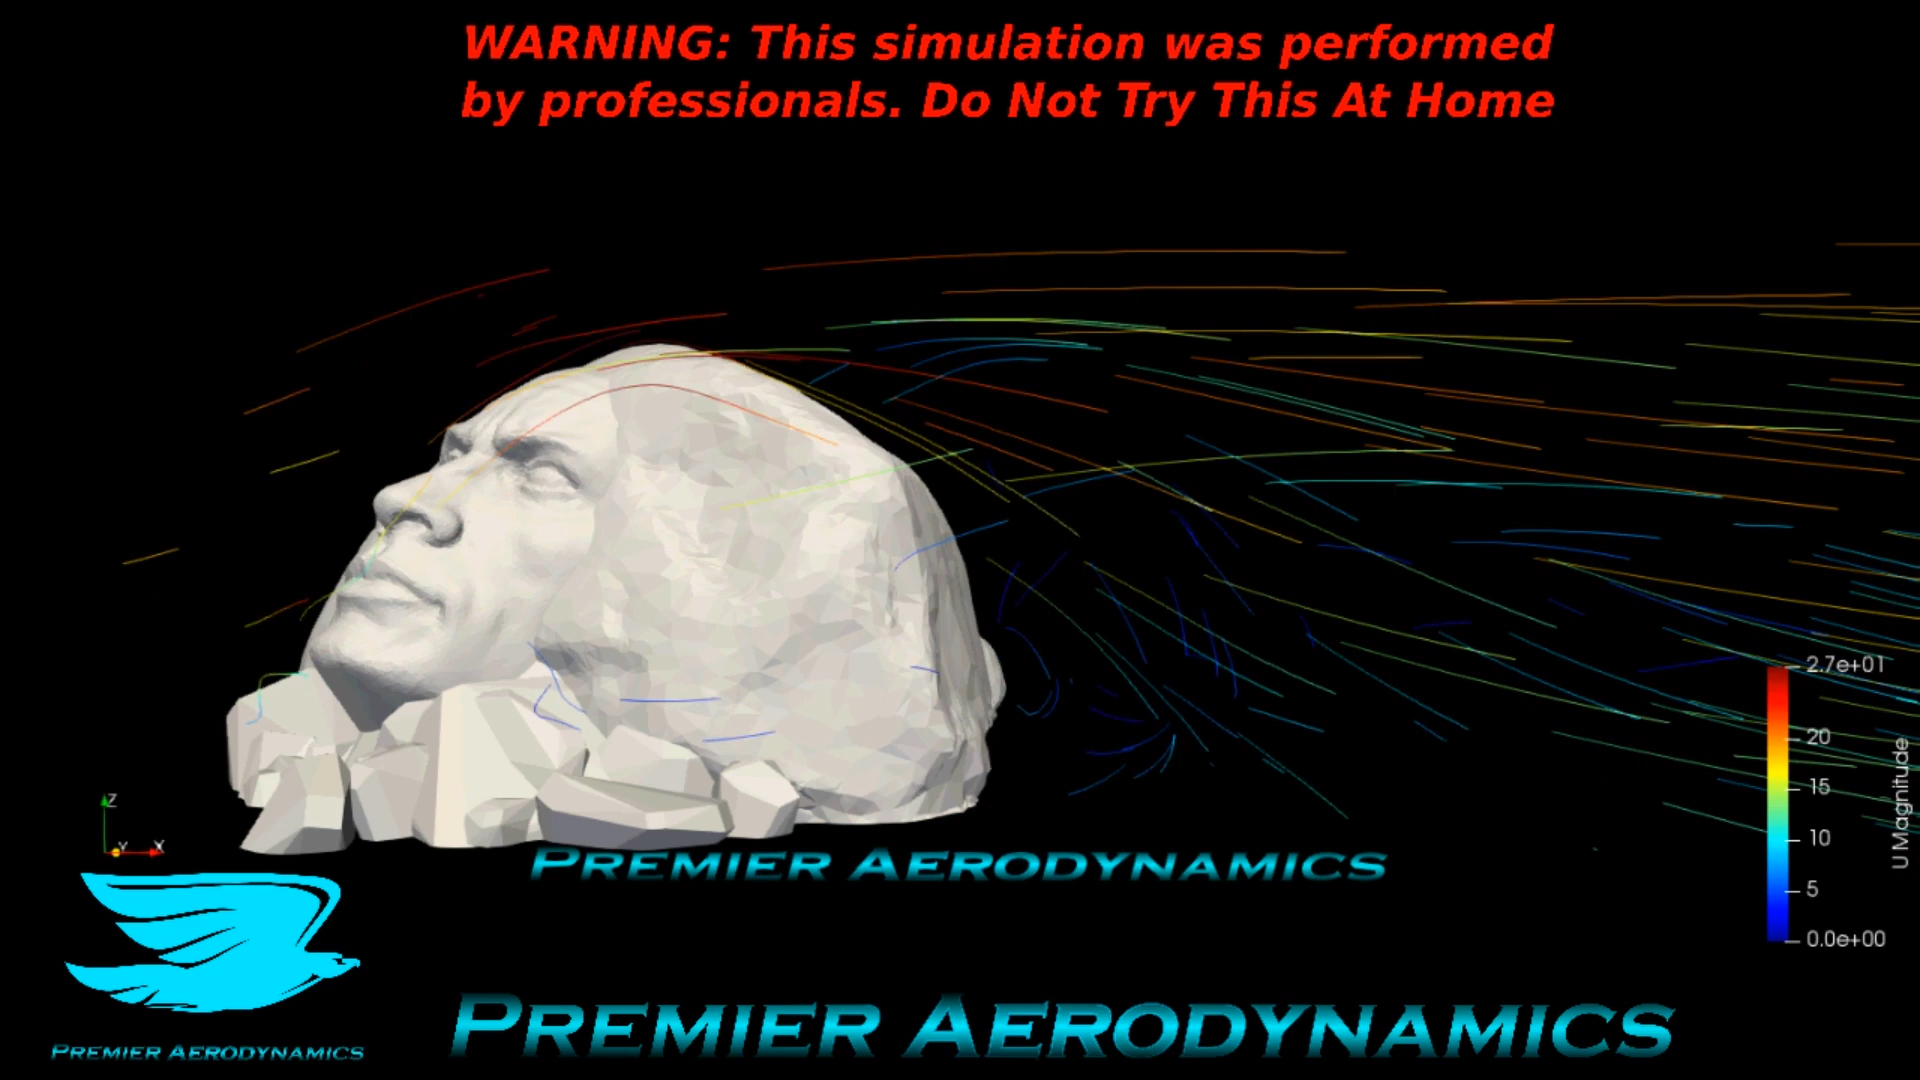 WARNING: This simulation was performed
by professionals. Do Not Try This At Home
2.7e+01
20
15
10
5
0.0e+00
U Magnitude
Z
Y
X
PREMIER AERODYNAMICS
PREMIER AERODYNAMICS
PREMIER AERODYNAMICS